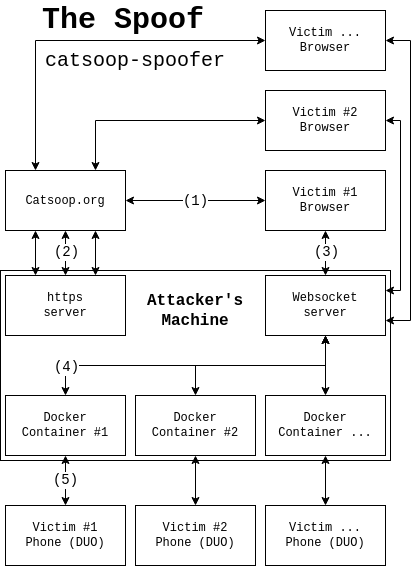 The Spoof
catsoop-spoofer
Victim ...
Browser
Victim #2
Browser
Catsoop.org
(1)
Victim #1
Browser
(2)
(3)
https
server
Attacker's
Machine
Websocket
server
(4)
Docker
Container #1
Docker
Container #2
Docker
Container ...
(5)
Victim #1
Phone (DUO)
Victim #2
Phone (DUO)
Victim ...
Phone (DUO)